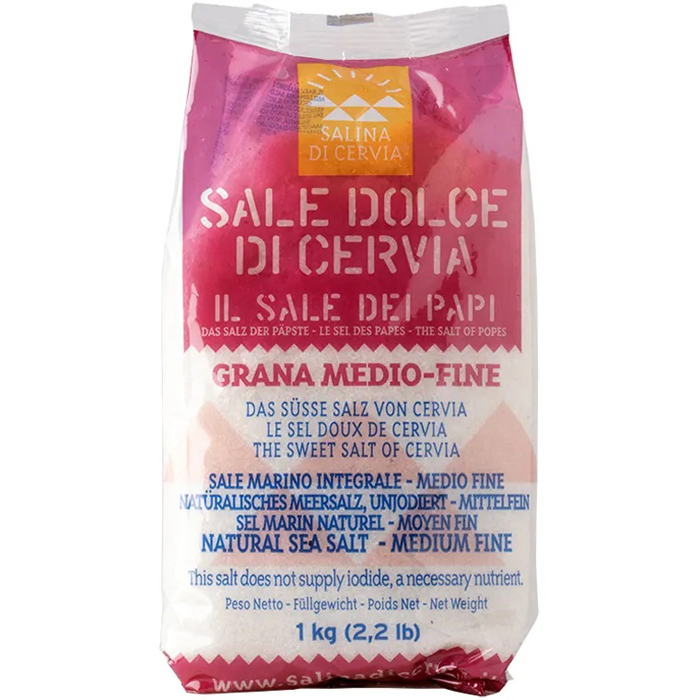 SALINA
DI CERVIA
SALE DOLCE
DI CERVIA
IL SALE DEI PAPI
DAS SALZ DER PÄPSTE - LE SEL DES PAPES - THE SALT OF POPES
GRANA MEDIO-FINE
DAS SÜSSE SALZ VON CERVIA
LE SEL DOUX DE CERVIA
THE SWEET SALT OF CERVIA
SALE MARINO INTEGRALE - MEDIO FINE
NATÜRALISCHES MEERSALZ, UNJODIERT - MITTELFEIN
SEL MARIN NATUREL - MOYEN FIN
NATURAL SEA SALT - MEDIUM FINE
This salt does not supply iodide, a necessary nutrient.
Peso Netto - Füllgewicht - Poids Net - Net Weight
1 kg (2,2 lb)